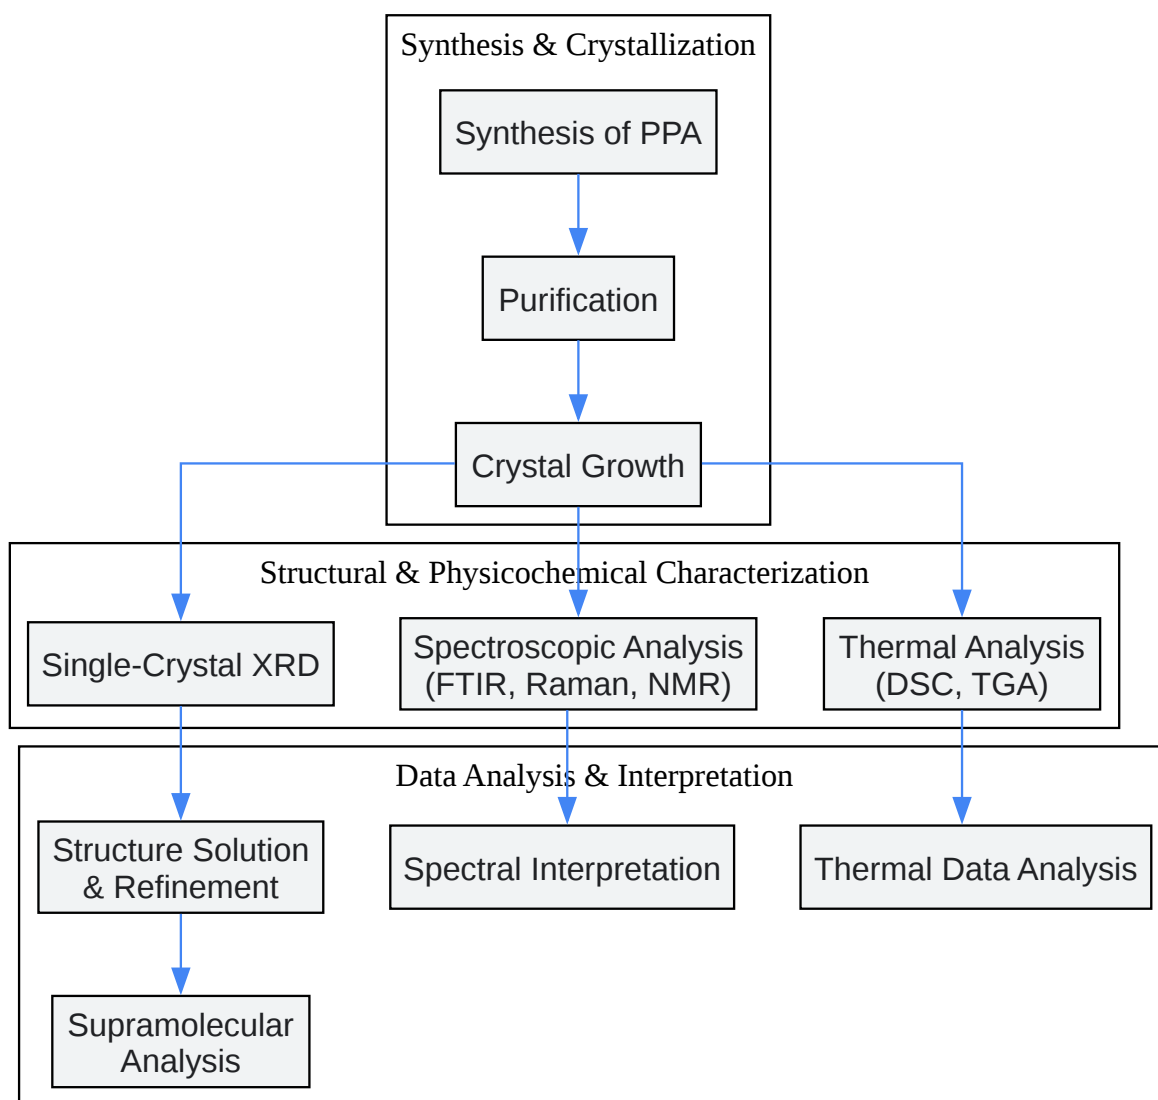 Synthesis & Crystallization
Synthesis of PPA
Purification
Crystal Growth
Structural & Physicochemical Characterization
Single-Crystal XRD
Spectroscopic Analysis
(FTIR, Raman, NMR)
Thermal Analysis
(DSC, TGA)
Data Analysis & Interpretation
Structure Solution
& Refinement
Spectral Interpretation
Thermal Data Analysis
Supramolecular
Analysis